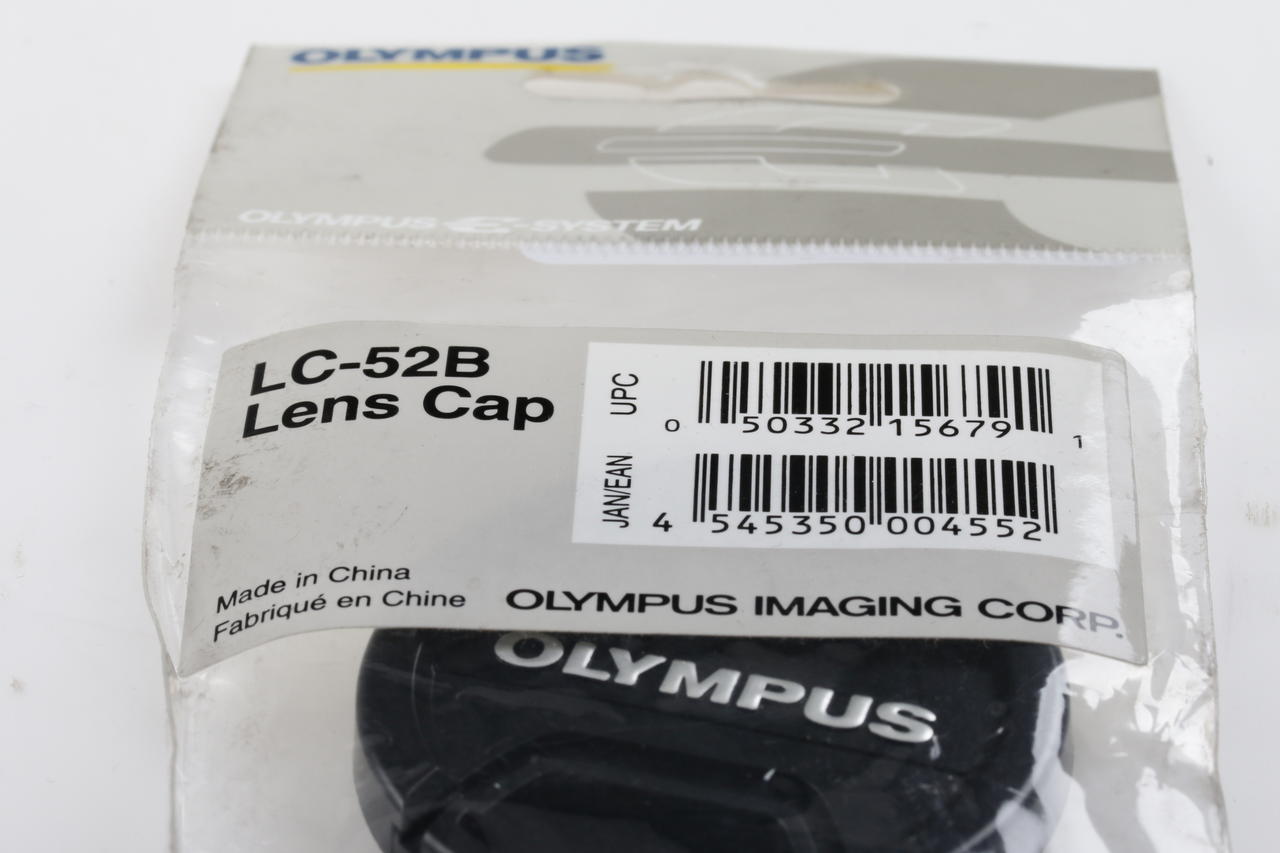 OLYMPUS
OLYMPUS E-SYSTEM
LC-52B
Lens Cap
UPC
0 50332 15679 1
JAN/EAN
4 545350 004552
Made in China
Fabriqué en Chine
OLYMPUS IMAGING CORP.
OLYMPUS